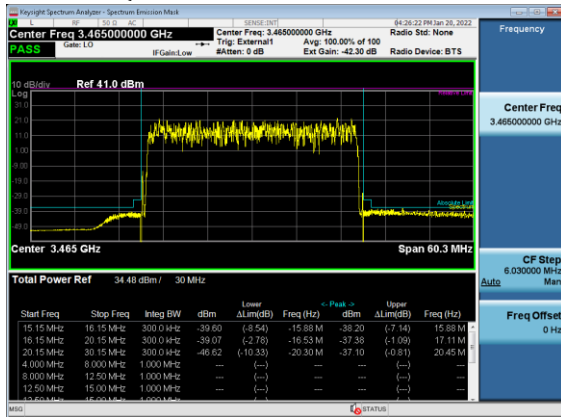 Keysight Spectrum Analyzer - Spectrum Emission Mask
L RF 50 Ω AC SENSE:INT 04:26:22 PM Jan 20, 2022
Center Freq 3.465000000 GHz Center Freq: 3.465000000 GHz Radio Std: None Frequency
PASS Gate: LO IFGain:Low Trig: External1 Avg: 100.00% of 100
#Atten: 0 dB Ext Gain: -42.30 dB Radio Device: BTS
10 dB/div Ref 41.0 dBm
Log
31.0
21.0
11.0
1.00
-9.00
-19.0
-29.0
-39.0
-49.0
Absolute Limit
Spectrum
Center 3.465 GHz Span 60.3 MHz
Center Freq
3.465000000 GHz
CF Step
6.030000 MHz
Auto Man
Freq Offset
0 Hz
Total Power Ref 34.48 dBm / 30 MHz
Lower <- Peak -> Upper
Start Freq Stop Freq Integ BW dBm ΔLim(dB) Freq (Hz) dBm ΔLim(dB) Freq (Hz)
15.15 MHz 16.15 MHz 300.0 kHz -39.60 (-8.54) -15.88 M -38.20 (-7.14) 15.88 M
16.15 MHz 20.15 MHz 300.0 kHz -39.07 (-2.78) -16.53 M -37.38 (-1.09) 17.11 M
20.15 MHz 30.15 MHz 300.0 kHz -46.62 (-10.33) -20.30 M -37.10 (-0.81) 20.45 M
4.000 MHz 8.000 MHz 1.000 MHz --- (---) --- --- (---) ---
8.000 MHz 12.50 MHz 1.000 MHz --- (---) --- --- (---) ---
12.50 MHz 15.00 MHz 1.000 MHz --- (---) --- --- (---) ---
MSG STATUS